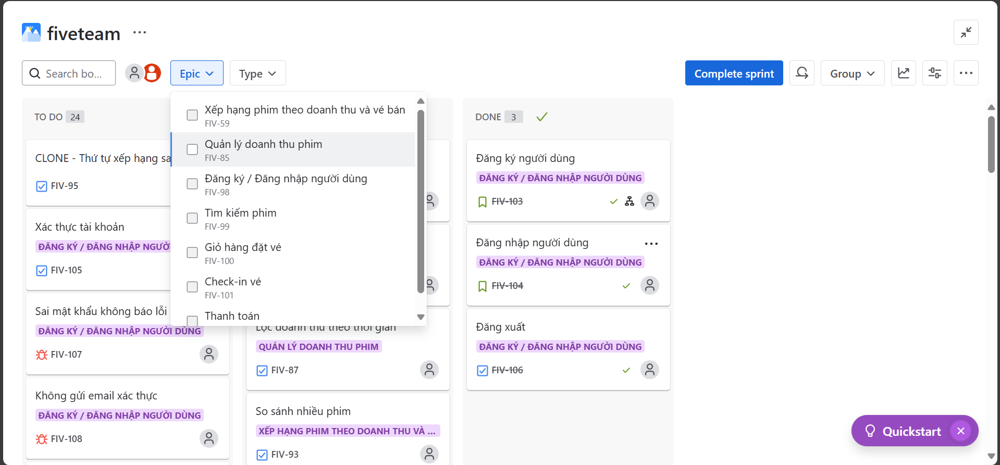 fiveteam
Search bo...
Epic
Type
Complete sprint
Group
TO DO 24
CLONE - Thứ tự xếp hạng sa
FIV-95
Xác thực tài khoản
ĐĂNG KÝ / ĐĂNG NHẬP NGƯỜI
FIV-105
Sai mật khẩu không báo lỗi
ĐĂNG KÝ / ĐĂNG NHẬP NGƯỜI DÙNG
FIV-107
Không gửi email xác thực
ĐĂNG KÝ / ĐĂNG NHẬP NGƯỜI DÙNG
FIV-108
Xếp hạng phim theo doanh thu và vé bán
FIV-59
Quản lý doanh thu phim
FIV-85
Đăng ký / Đăng nhập người dùng
FIV-98
Tìm kiếm phim
FIV-99
Giỏ hàng đặt vé
FIV-100
Check-in vé
FIV-101
Thanh toán
Lọc doanh thu theo thời gian
QUẢN LÝ DOANH THU PHIM
FIV-87
So sánh nhiều phim
XẾP HẠNG PHIM THEO DOANH THU VÀ ...
FIV-93
DONE 3
Đăng ký người dùng
ĐĂNG KÝ / ĐĂNG NHẬP NGƯỜI DÙNG
FIV-103
Đăng nhập người dùng
ĐĂNG KÝ / ĐĂNG NHẬP NGƯỜI DÙNG
FIV-104
Đăng xuất
ĐĂNG KÝ / ĐĂNG NHẬP NGƯỜI DÙNG
FIV-106
Quickstart